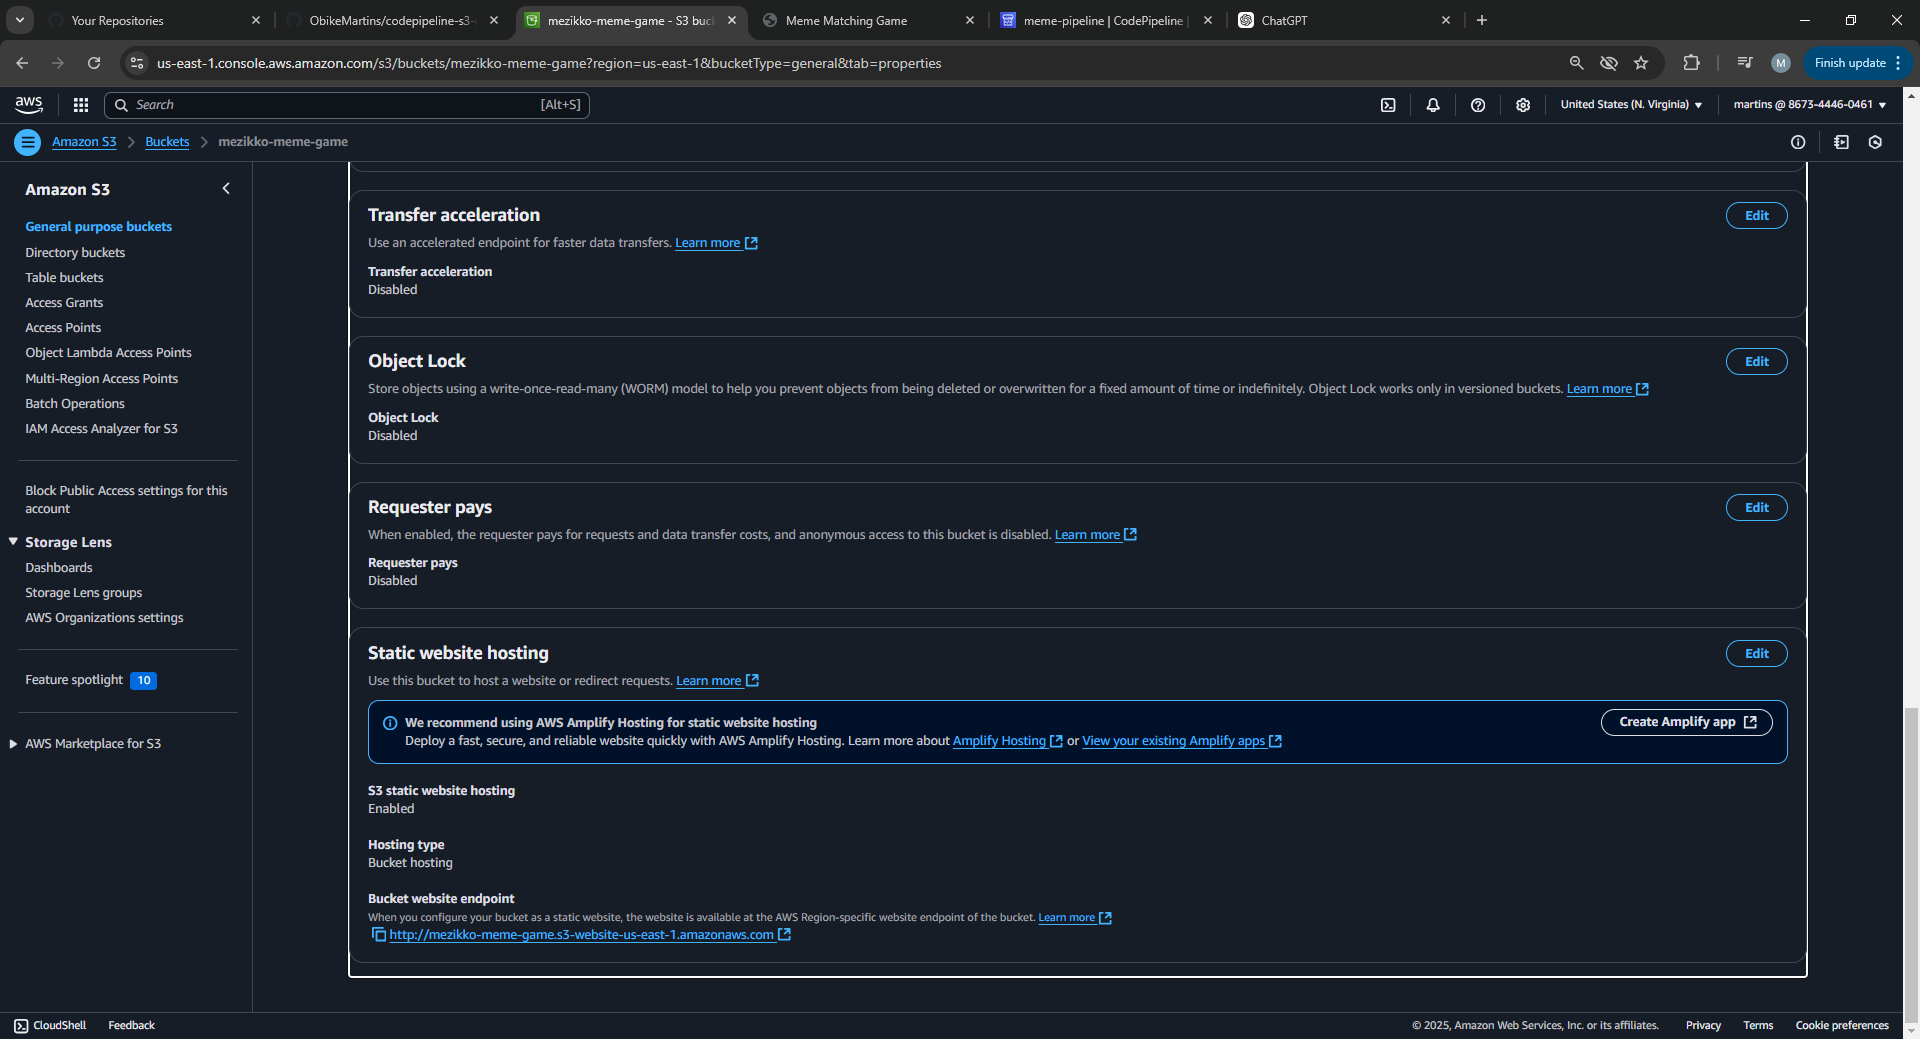 Your Repositories
ObikeMartins/codepipeline-s3-
mezikko-meme-game - S3 buc
Meme Matching Game
meme-pipeline | CodePipeline |
ChatGPT
us-east-1.console.aws.amazon.com/s3/buckets/mezikko-meme-game?region=us-east-1&bucketType=general&tab=properties
M
Finish update
aws
Search
[Alt+S]
United States (N. Virginia)
martins @ 8673-4446-0461
Amazon S3
Buckets
mezikko-meme-game
Amazon S3
General purpose buckets
Directory buckets
Table buckets
Access Grants
Access Points
Object Lambda Access Points
Multi-Region Access Points
Batch Operations
IAM Access Analyzer for S3
Block Public Access settings for this
account
Storage Lens
Dashboards
Storage Lens groups
AWS Organizations settings
Feature spotlight 10
AWS Marketplace for S3
Transfer acceleration
Edit
Use an accelerated endpoint for faster data transfers. Learn more
Transfer acceleration
Disabled
Object Lock
Edit
Store objects using a write-once-read-many (WORM) model to help you prevent objects from being deleted or overwritten for a fixed amount of time or indefinitely. Object Lock works only in versioned buckets. Learn more
Object Lock
Disabled
Requester pays
Edit
When enabled, the requester pays for requests and data transfer costs, and anonymous access to this bucket is disabled. Learn more
Requester pays
Disabled
Static website hosting
Edit
Use this bucket to host a website or redirect requests. Learn more
We recommend using AWS Amplify Hosting for static website hosting
Deploy a fast, secure, and reliable website quickly with AWS Amplify Hosting. Learn more about Amplify Hosting or View your existing Amplify apps
Create Amplify app
S3 static website hosting
Enabled
Hosting type
Bucket hosting
Bucket website endpoint
When you configure your bucket as a static website, the website is available at the AWS Region-specific website endpoint of the bucket. Learn more
http://mezikko-meme-game.s3-website-us-east-1.amazonaws.com
CloudShell
Feedback
© 2025, Amazon Web Services, Inc. or its affiliates.
Privacy
Terms
Cookie preferences